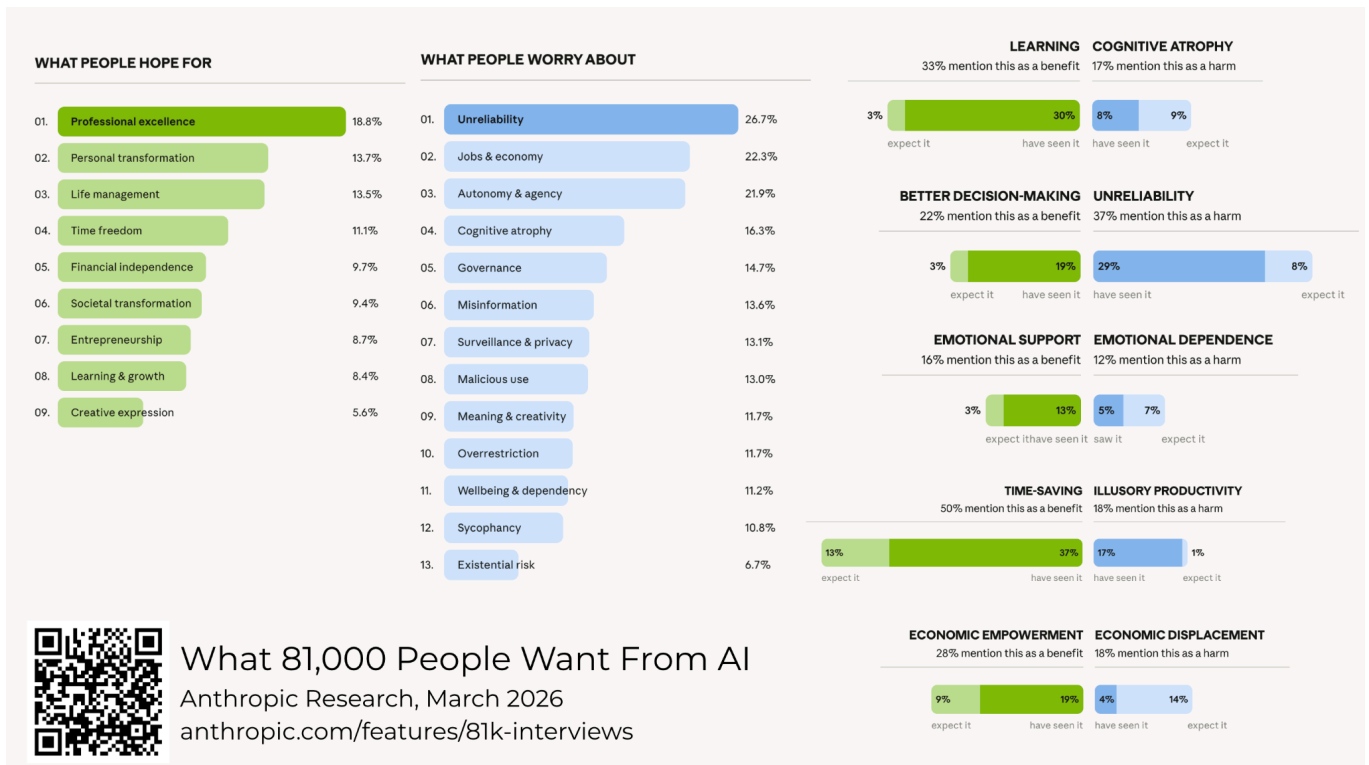 WHAT PEOPLE HOPE FOR
01. Professional excellence 18.8%
02. Personal transformation 13.7%
03. Life management 13.5%
04. Time freedom 11.1%
05. Financial independence 9.7%
06. Societal transformation 9.4%
07. Entrepreneurship 8.7%
08. Learning & growth 8.4%
09. Creative expression 5.6%
WHAT PEOPLE WORRY ABOUT
01. Unreliability 26.7%
02. Jobs & economy 22.3%
03. Autonomy & agency 21.9%
04. Cognitive atrophy 16.3%
05. Governance 14.7%
06. Misinformation 13.6%
07. Surveillance & privacy 13.1%
08. Malicious use 13.0%
09. Meaning & creativity 11.7%
10. Overrestriction 11.7%
11. Wellbeing & dependency 11.2%
12. Sycophancy 10.8%
13. Existential risk 6.7%
LEARNING COGNITIVE ATROPHY
33% mention this as a benefit 17% mention this as a harm
3% 30% 8% 9%
expect it have seen it have seen it expect it
BETTER DECISION-MAKING UNRELIABILITY
22% mention this as a benefit 37% mention this as a harm
3% 19% 29% 8%
expect it have seen it have seen it expect it
EMOTIONAL SUPPORT EMOTIONAL DEPENDENCE
16% mention this as a benefit 12% mention this as a harm
3% 13% 5% 7%
expect it have seen it saw it expect it
TIME-SAVING ILLUSORY PRODUCTIVITY
50% mention this as a benefit 18% mention this as a harm
13% 37% 17% 1%
expect it have seen it have seen it expect it
ECONOMIC EMPOWERMENT ECONOMIC DISPLACEMENT
28% mention this as a benefit 18% mention this as a harm
9% 19% 4% 14%
expect it have seen it have seen it expect it
What 81,000 People Want From AI
Anthropic Research, March 2026
anthropic.com/features/81k-interviews